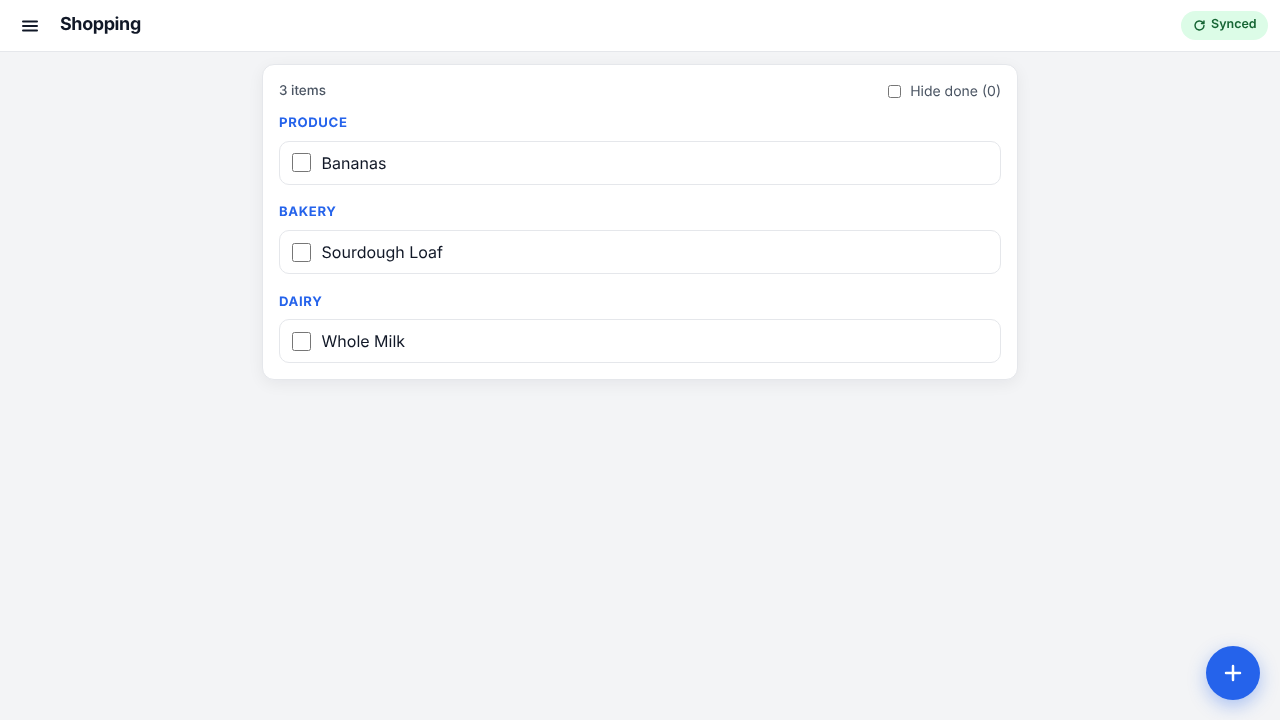 Shopping
Synced
3 items
Hide done (0)
PRODUCE
Bananas
BAKERY
Sourdough Loaf
DAIRY
Whole Milk